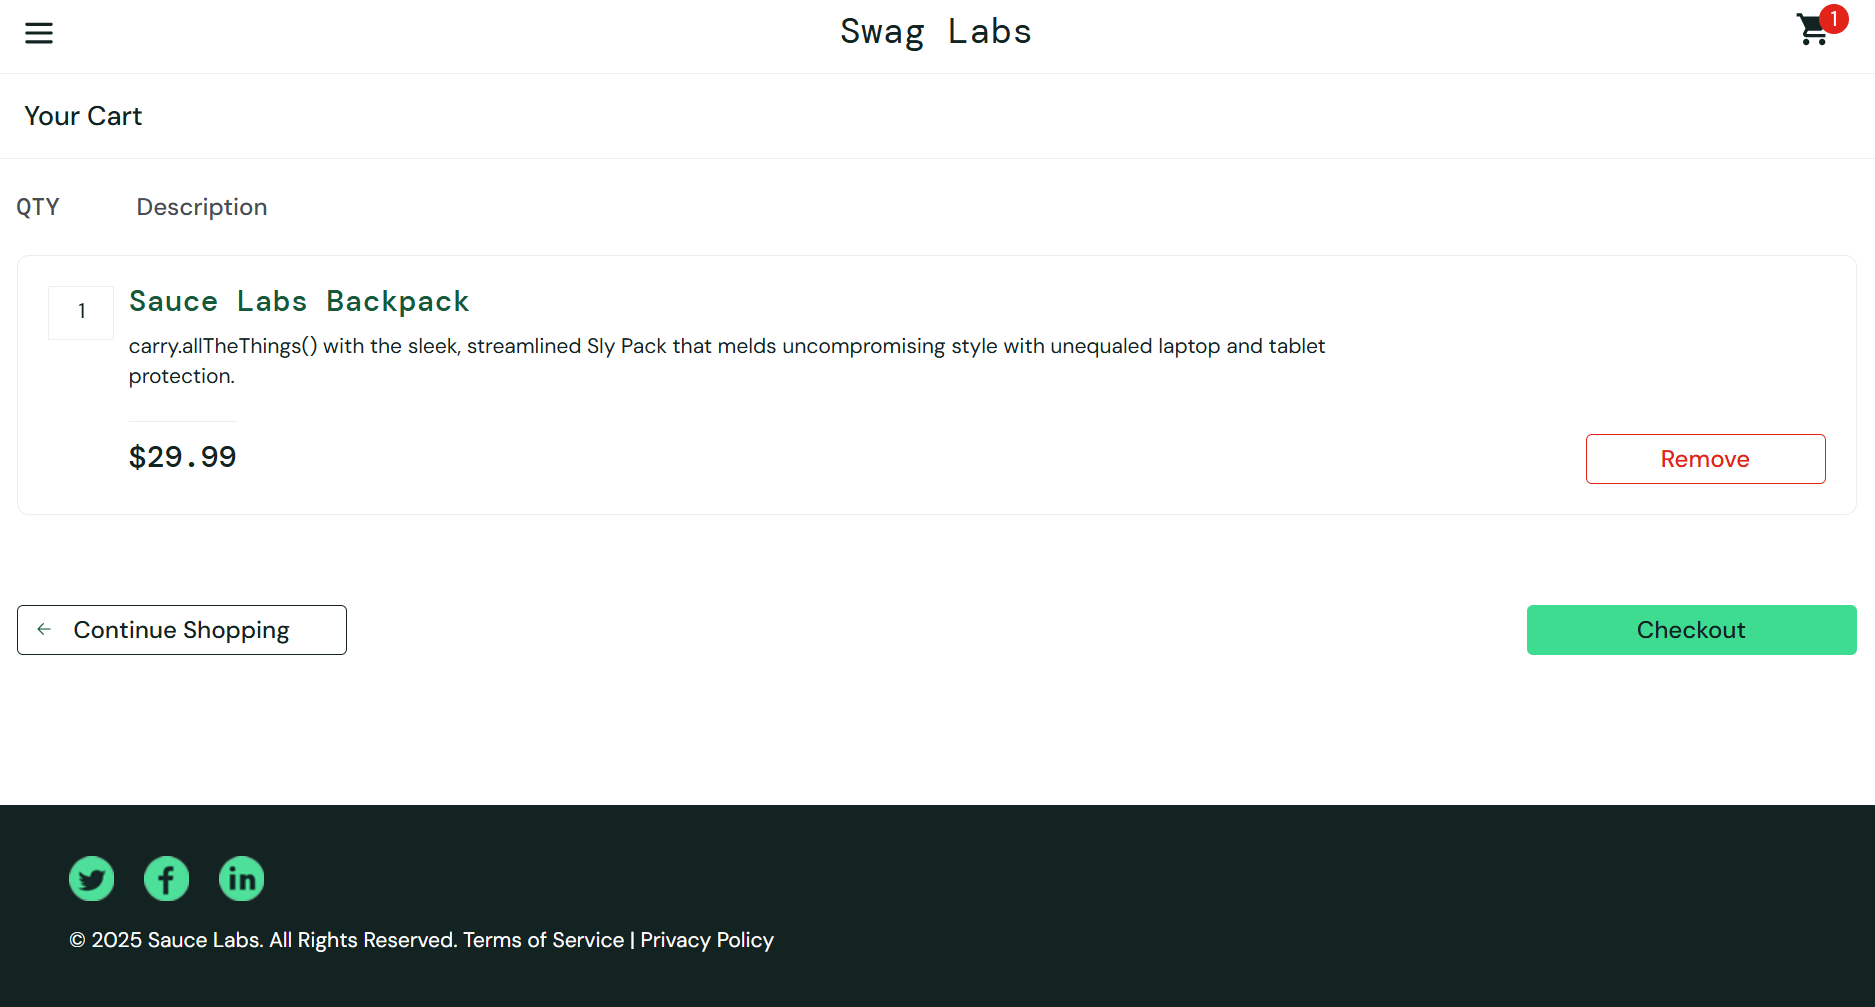 Swag Labs
1
Your Cart
QTY Description
1
Sauce Labs Backpack
carry.allTheThings() with the sleek, streamlined Sly Pack that melds uncompromising style with unequaled laptop and tablet
protection.
$29.99
Remove
Continue Shopping
Checkout
© 2025 Sauce Labs. All Rights Reserved. Terms of Service | Privacy Policy